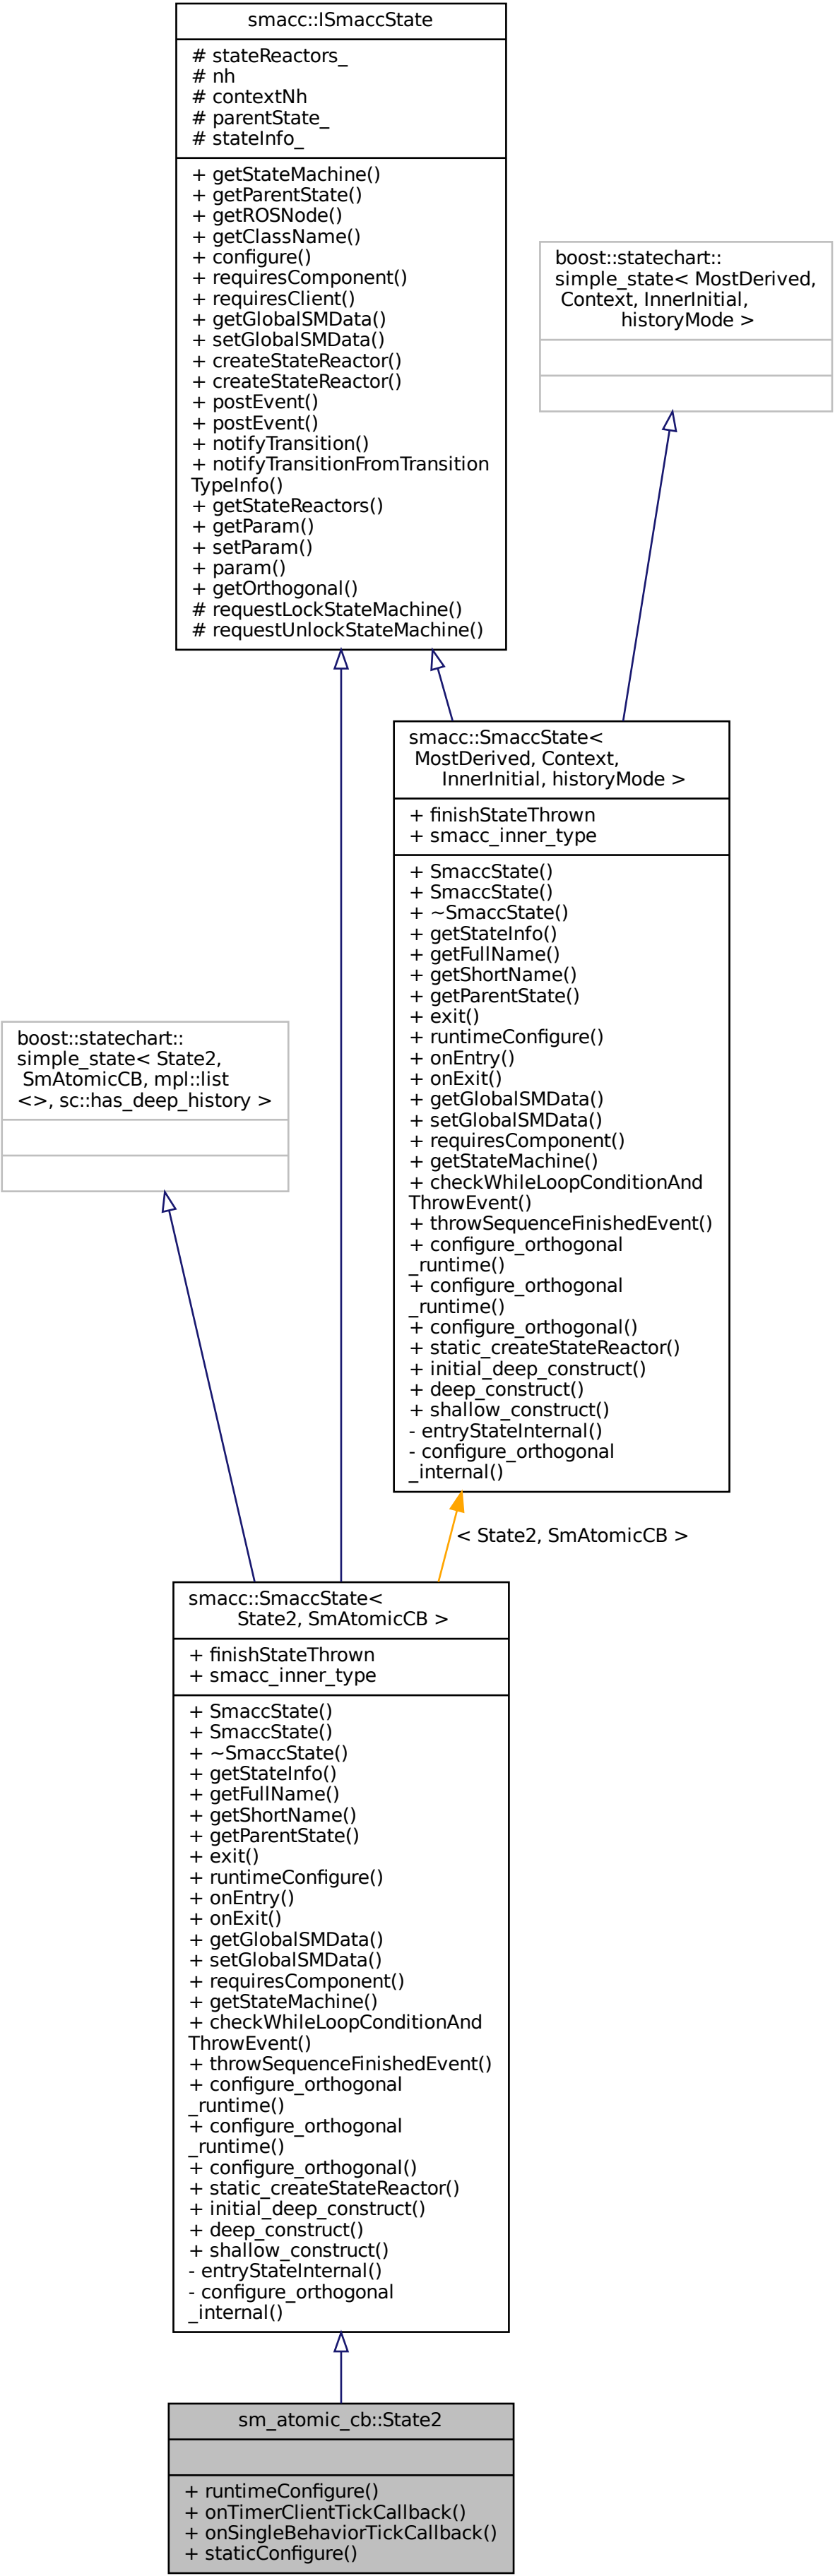 smacc::ISmaccState
# stateReactors_
# nh
# contextNh
# parentState_
# stateInfo_
+ getStateMachine()
+ getParentState()
+ getROSNode()
+ getClassName()
+ configure()
+ requiresComponent()
+ requiresClient()
+ getGlobalSMData()
+ setGlobalSMData()
+ createStateReactor()
+ createStateReactor()
+ postEvent()
+ postEvent()
+ notifyTransition()
+ notifyTransitionFromTransition
TypeInfo()
+ getStateReactors()
+ getParam()
+ setParam()
+ param()
+ getOrthogonal()
# requestLockStateMachine()
# requestUnlockStateMachine()
boost::statechart::
simple_state< MostDerived,
Context, InnerInitial,
historyMode >
smacc::SmaccState<
MostDerived, Context,
InnerInitial, historyMode >
+ finishStateThrown
+ smacc_inner_type
+ SmaccState()
+ SmaccState()
+ ~SmaccState()
+ getStateInfo()
+ getFullName()
+ getShortName()
+ getParentState()
+ exit()
+ runtimeConfigure()
+ onEntry()
+ onExit()
+ getGlobalSMData()
+ setGlobalSMData()
+ requiresComponent()
+ getStateMachine()
+ checkWhileLoopConditionAnd
ThrowEvent()
+ throwSequenceFinishedEvent()
+ configure_orthogonal
_runtime()
+ configure_orthogonal
_runtime()
+ configure_orthogonal()
+ static_createStateReactor()
+ initial_deep_construct()
+ deep_construct()
+ shallow_construct()
- entryStateInternal()
- configure_orthogonal
_internal()
boost::statechart::
simple_state< State2,
SmAtomicCB, mpl::list
<>, sc::has_deep_history >
< State2, SmAtomicCB >
smacc::SmaccState<
State2, SmAtomicCB >
+ finishStateThrown
+ smacc_inner_type
+ SmaccState()
+ SmaccState()
+ ~SmaccState()
+ getStateInfo()
+ getFullName()
+ getShortName()
+ getParentState()
+ exit()
+ runtimeConfigure()
+ onEntry()
+ onExit()
+ getGlobalSMData()
+ setGlobalSMData()
+ requiresComponent()
+ getStateMachine()
+ checkWhileLoopConditionAnd
ThrowEvent()
+ throwSequenceFinishedEvent()
+ configure_orthogonal
_runtime()
+ configure_orthogonal
_runtime()
+ configure_orthogonal()
+ static_createStateReactor()
+ initial_deep_construct()
+ deep_construct()
+ shallow_construct()
- entryStateInternal()
- configure_orthogonal
_internal()
sm_atomic_cb::State2
+ runtimeConfigure()
+ onTimerClientTickCallback()
+ onSingleBehaviorTickCallback()
+ staticConfigure()